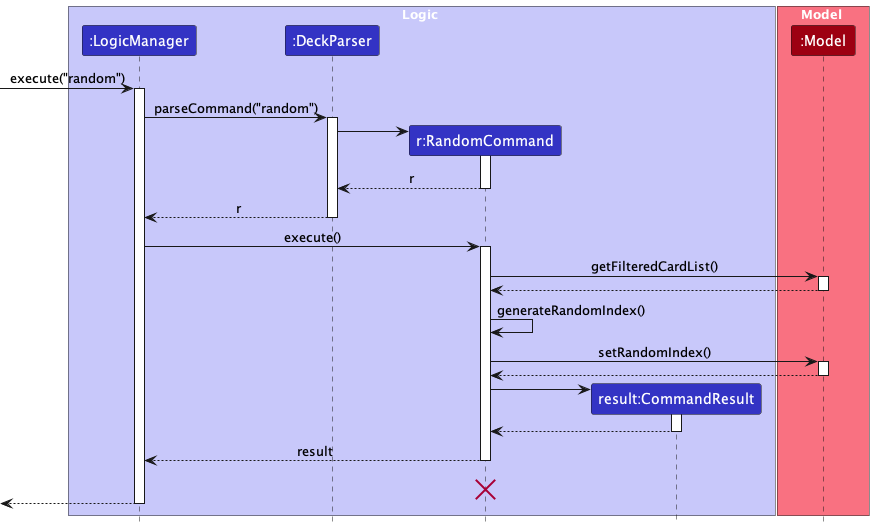 Logic
Model
:LogicManager
:DeckParser
:Model
execute("random")
parseCommand("random")
r:RandomCommand
r
r
execute()
getFilteredCardList()
generateRandomIndex()
setRandomIndex()
result:CommandResult
result